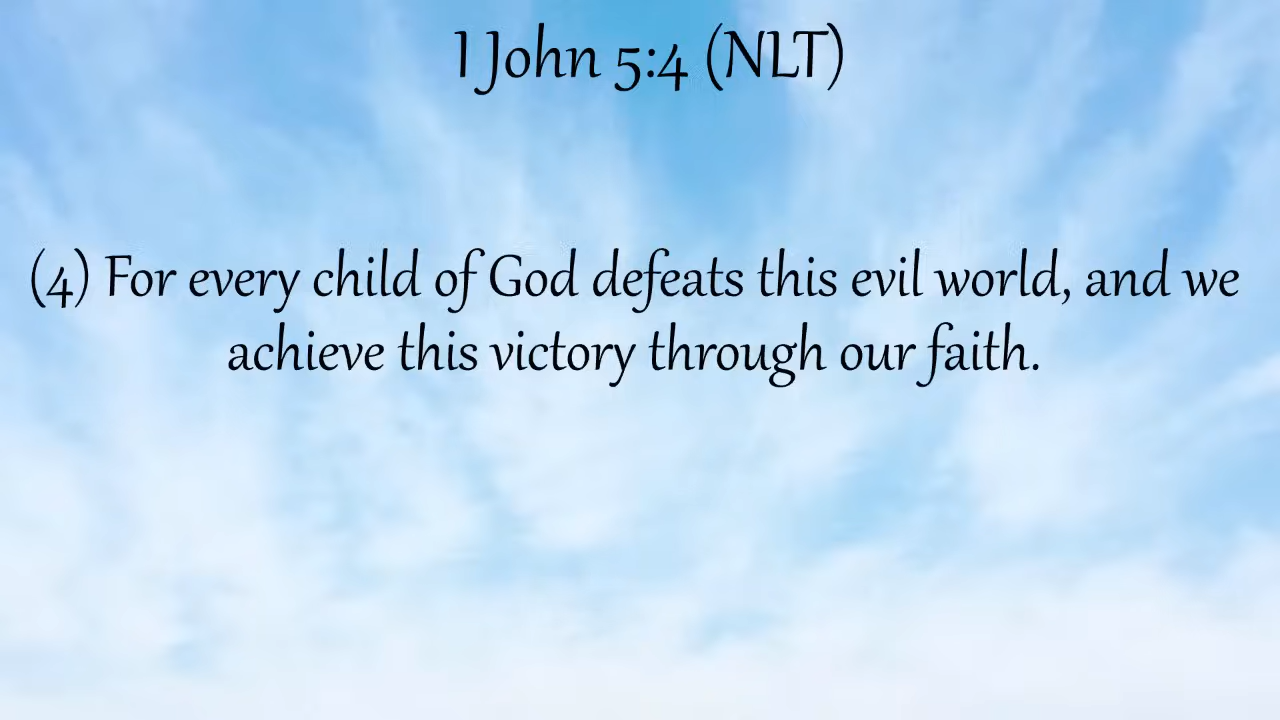 1 John 5:4 (NLT)
(4) For every child of God defeats this evil world, and we
achieve this victory through our faith.